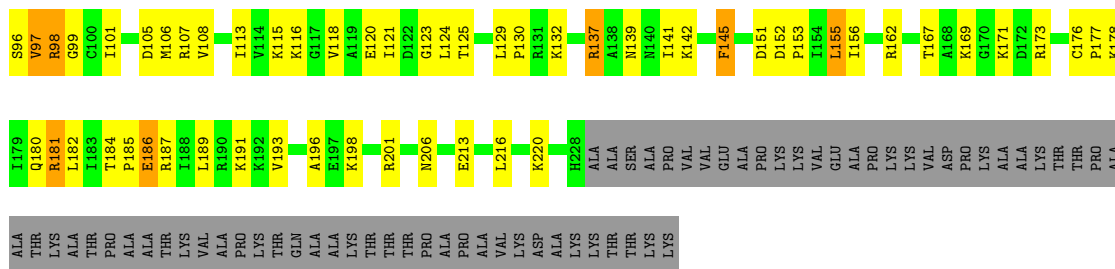 S96 V97 R98 G99 C100 I101 D105 M106 R107 V108 I113 V114 K115 K116 G117 V118 A119 E120 I121 D122 G123 L124 T125 L129 P130 R131 K132 R137 A138 N139 N140 I141 K142 F145 D151 D152 P153 I154 L155 I156 R162 T167 A168 K169 G170 K171 D172 R173 C176 P177 K178
I179 Q180 R181 L182 I183 T184 P185 E186 R187 I188 L189 R190 K191 K192 V193 A196 E197 K198 R201 N206 E213 L216 K220 H228 ALA ALA SER ALA PRO VAL VAL GLU ALA PRO LYS LYS VAL GLU ALA PRO LYS LYS VAL ASP PRO LYS ALA ALA LYS THR THR PRO ALA
ALA THR LYS ALA THR PRO ALA ALA THR LYS VAL ALA PRO LYS THR GLN ALA ALA LYS THR THR THR PRO ALA PRO ALA VAL LYS ASP ALA LYS LYS THR THR LYS LYS